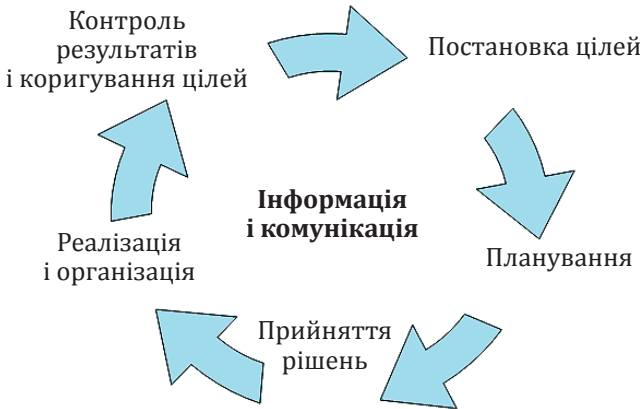 Контроль
результатів
і коригування цілей
Постановка цілей
Інформація
і комунікація
Планування
Реалізація
і організація
Прийняття
рішень